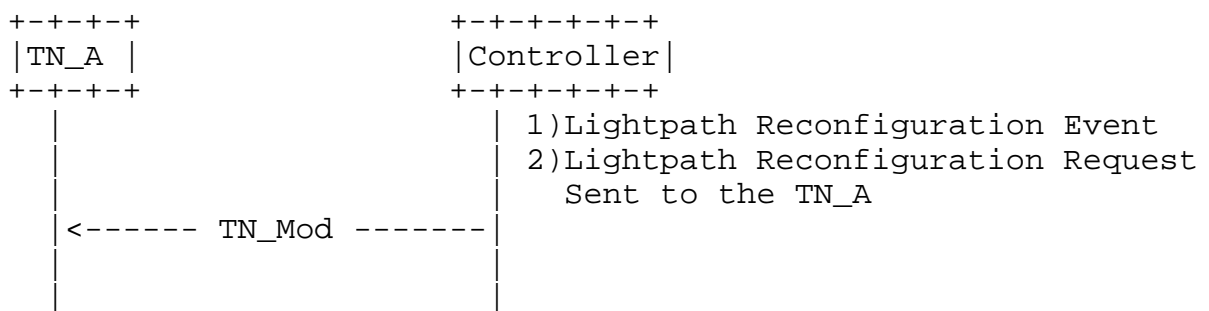 +-+-+-+ +-+-+-+-+-+
|TN_A | |Controller|
+-+-+-+ +-+-+-+-+-+
| | 1)Lightpath Reconfiguration Event
| | 2)Lightpath Reconfiguration Request
| | Sent to the TN_A
|<------ TN_Mod -------|
| |
| |